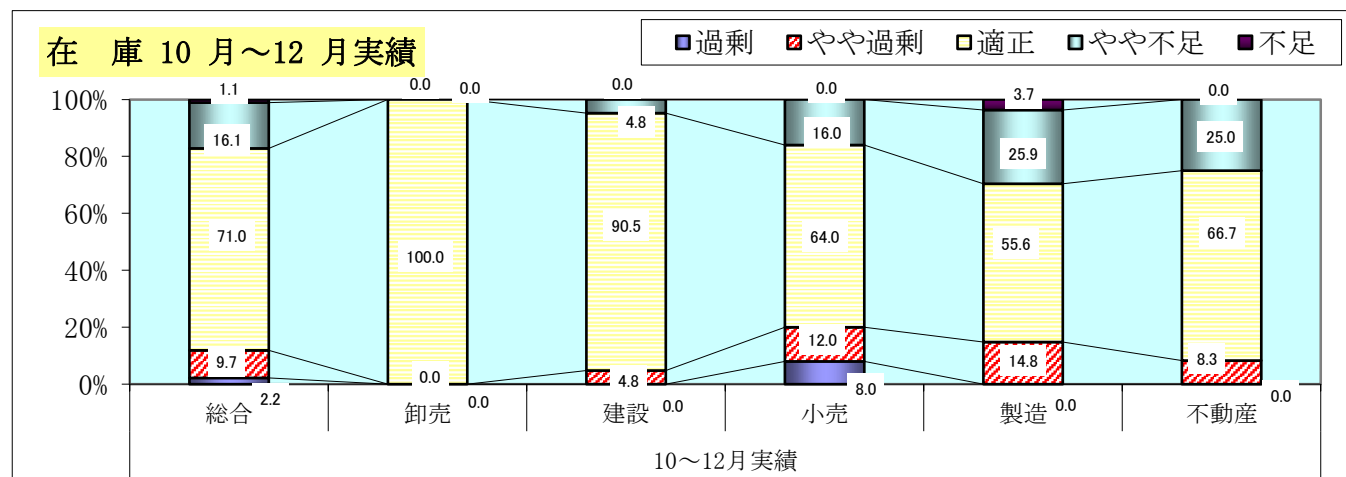 在 庫 10 月～12 月実績
過剰 やや過剰 適正 やや不足 不足
1.1 0.0 0.0 0.0 0.0 3.7 0.0
100%
80%
60%
40%
20%
0%
16.1 4.8 16.0 25.9 25.0
71.0 100.0 90.5 64.0 55.6 66.7
9.7 0.0 4.8 12.0 14.8 8.3
2.2 0.0 0.0 8.0 0.0 0.0
総合 卸売 建設 小売 製造 不動産
10～12月実績